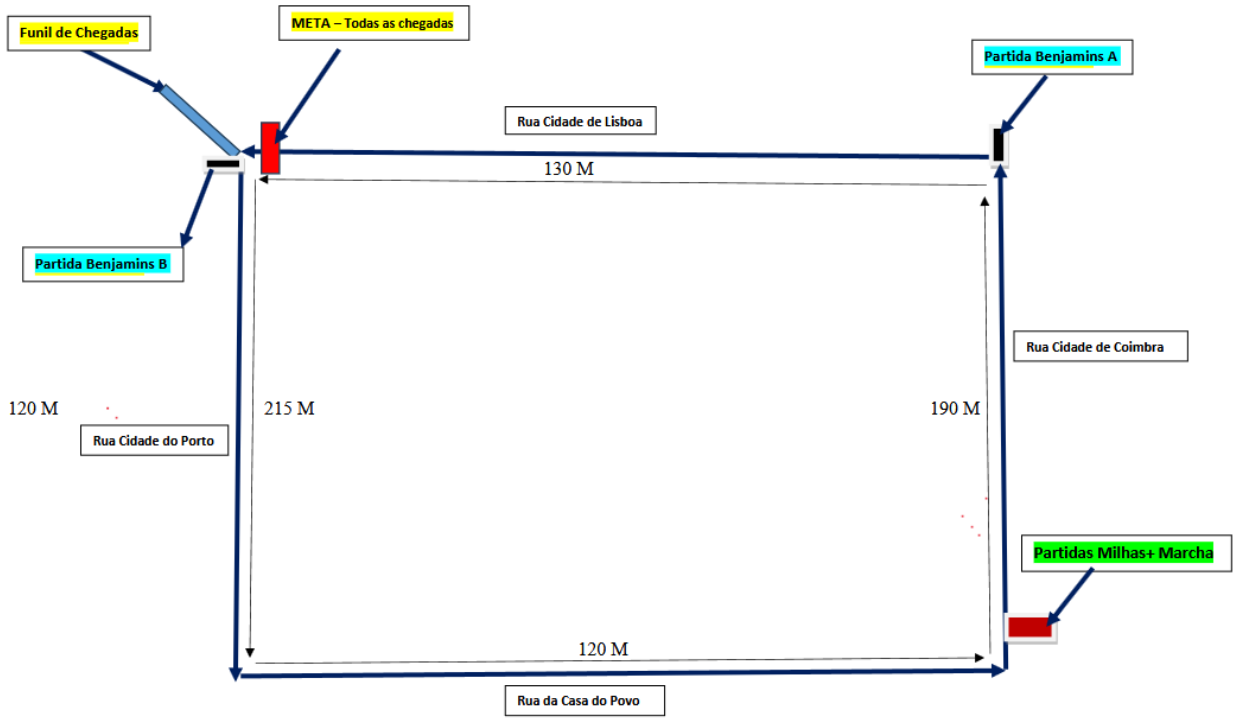 META – Todas as chegadas
Funil de Chegadas
Partida Benjamins A
Rua Cidade de Lisboa
130 M
Partida Benjamins B
Rua Cidade de Coimbra
120 M
215 M
190 M
Rua Cidade do Porto
Partidas Milhas+ Marcha
120 M
Rua da Casa do Povo